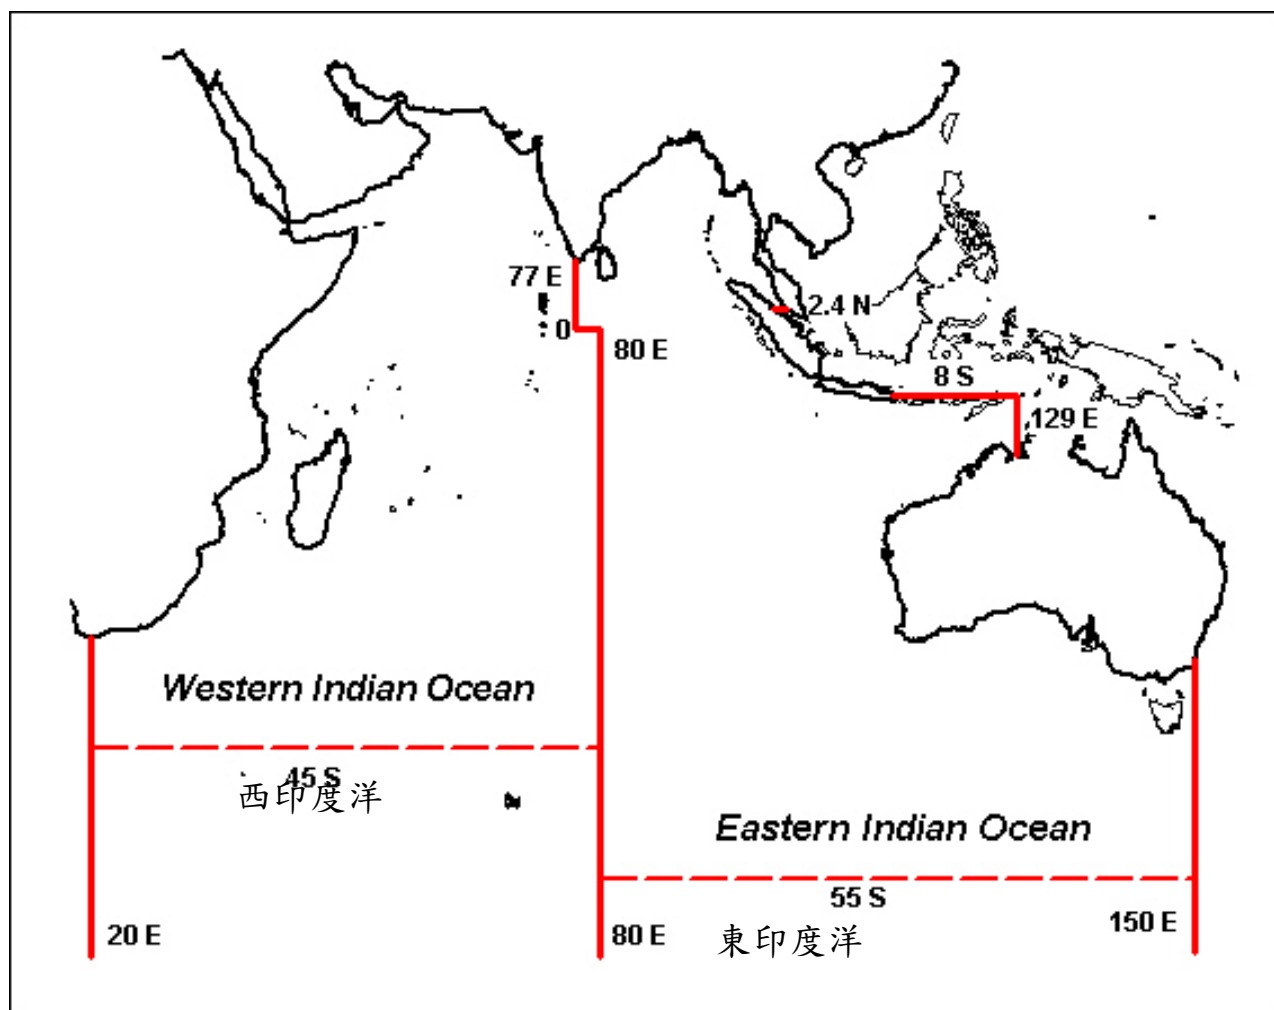 77 E
2.4 N
0
80 E
8 S
129 E
Western Indian Ocean
45 S
西印度洋
Eastern Indian Ocean
55 S
20 E
80 E
東印度洋
150 E